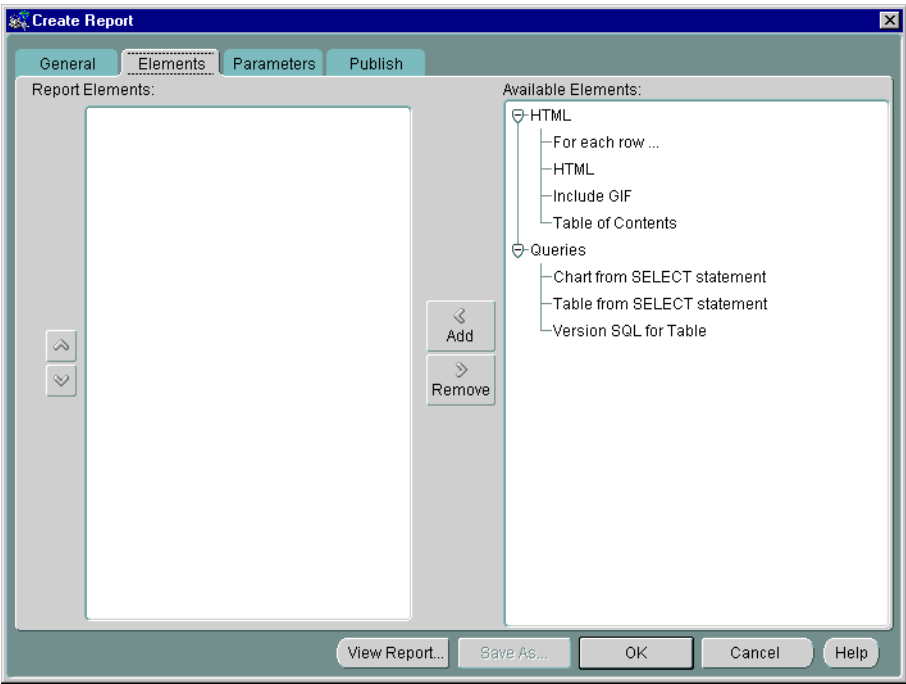 Create Report
General Elements Parameters Publish
Report Elements:
Available Elements:
HTML
For each row ...
HTML
Include GIF
Table of Contents
Queries
Chart from SELECT statement
Table from SELECT statement
Version SQL for Table
Add
Remove
View Report... Save As... OK Cancel Help